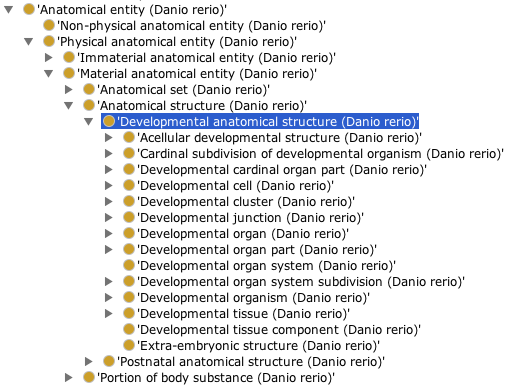 'Anatomical entity (Danio rerio)'
'Non-physical anatomical entity (Danio rerio)'
'Physical anatomical entity (Danio rerio)'
'Immaterial anatomical entity (Danio rerio)'
'Material anatomical entity (Danio rerio)'
'Anatomical set (Danio rerio)'
'Anatomical structure (Danio rerio)'
'Developmental anatomical structure (Danio rerio)'
'Acellular developmental structure (Danio rerio)'
'Cardinal subdivision of developmental organism (Danio rerio)'
'Developmental cardinal organ part (Danio rerio)'
'Developmental cell (Danio rerio)'
'Developmental cluster (Danio rerio)'
'Developmental junction (Danio rerio)'
'Developmental organ (Danio rerio)'
'Developmental organ part (Danio rerio)'
'Developmental organ system (Danio rerio)'
'Developmental organ system subdivision (Danio rerio)'
'Developmental organism (Danio rerio)'
'Developmental tissue (Danio rerio)'
'Developmental tissue component (Danio rerio)'
'Extra-embryonic structure (Danio rerio)'
'Postnatal anatomical structure (Danio rerio)'
'Portion of body substance (Danio rerio)'